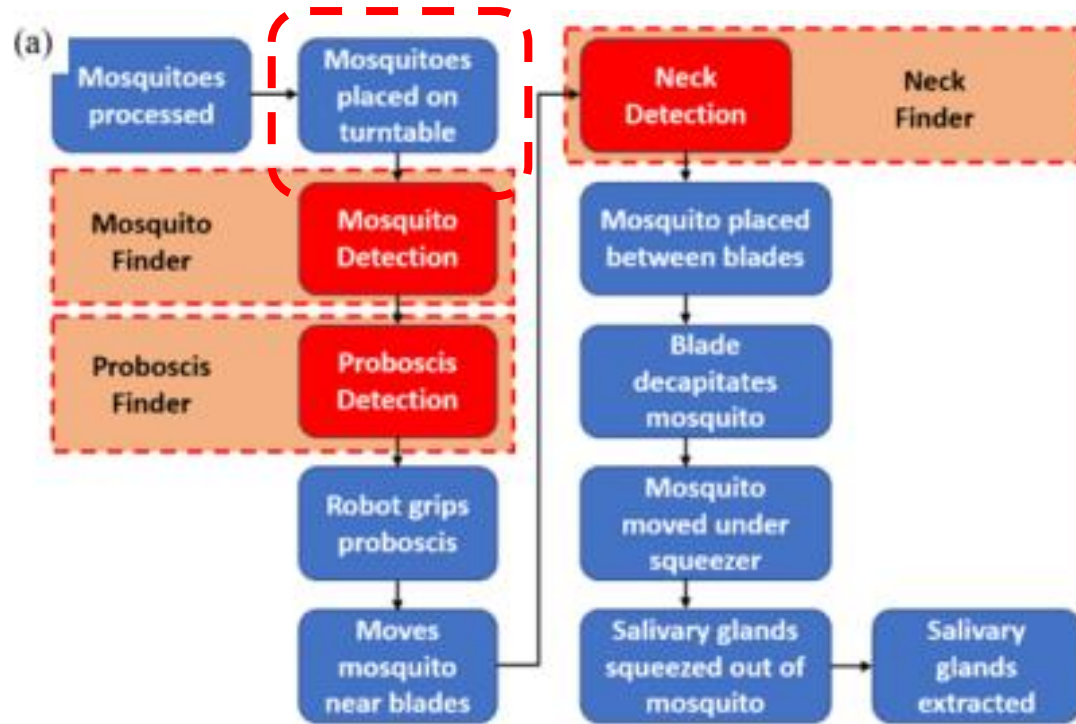 (a)
Mosquitoes
processed
Mosquitoes
placed on
turntable
Mosquito
Finder
Mosquito
Detection
Proboscis
Finder
Proboscis
Detection
Robot grips
proboscis
Moves
mosquito
near blades
Neck
Detection
Neck
Finder
Mosquito placed
between blades
Blade
decapitates
mosquito
Mosquito
moved under
squeezer
Salivary glands
squeezed out of
mosquito
Salivary
glands
extracted